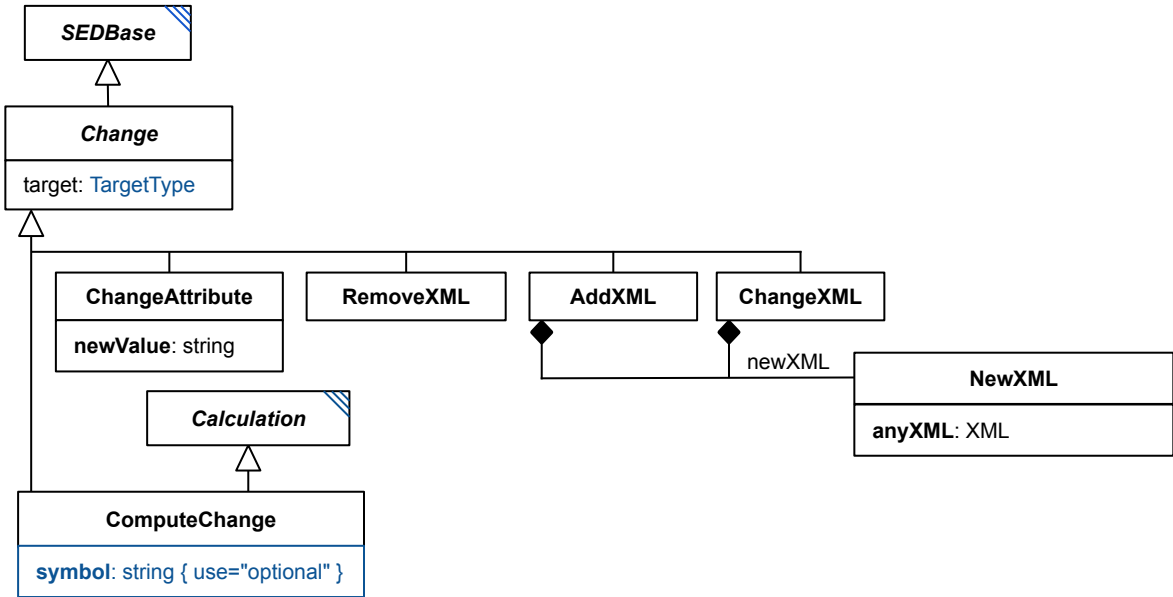 SEDBase
Change
target: TargetType
ChangeAttribute
newValue: string
RemoveXML
AddXML
ChangeXML
newXML
NewXML
anyXML: XML
Calculation
ComputeChange
symbol: string { use="optional" }